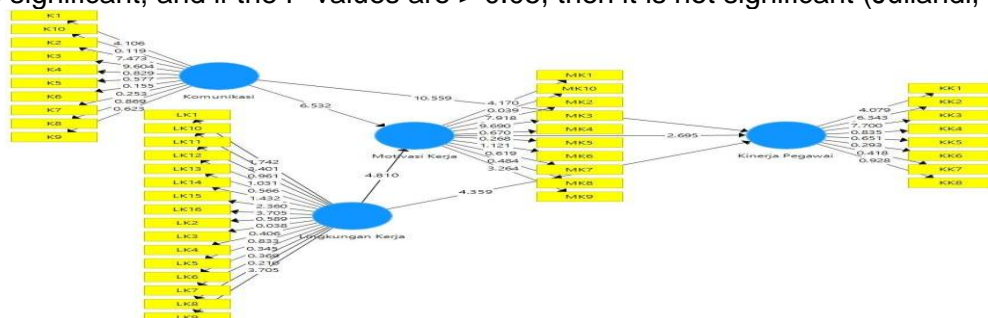 significant, and if the P-values are > 0.05, then it is not significant (Juliandi,
K1
K10
K2
K3
K4
K5
K6
K7
K8
K9
4.106
0.119
7.473
9.604
0.829
0.577
0.155
0.253
0.869
0.623
Komunikasi
6.532
10.559
LK1
LK10
LK11
LK12
LK13
LK14
LK15
LK16
LK2
LK3
LK4
LK5
LK6
LK7
LK8
LK9
1.742
3.401
0.961
1.031
0.566
1.432
2.360
3.705
0.589
0.038
0.406
0.833
0.345
0.369
0.210
3.705
Lingkungan Kerja
4.810
4.359
Motivasi Kerja
2.695
4.170
0.039
7.918
9.690
0.670
0.268
1.121
0.619
0.484
3.264
MK1
MK10
MK2
MK3
MK4
MK5
MK6
MK7
MK8
MK9
Kinerja Pegawai
4.079
6.343
7.700
0.835
0.651
0.293
0.418
0.928
KK1
KK2
KK3
KK4
KK5
KK6
KK7
KK8